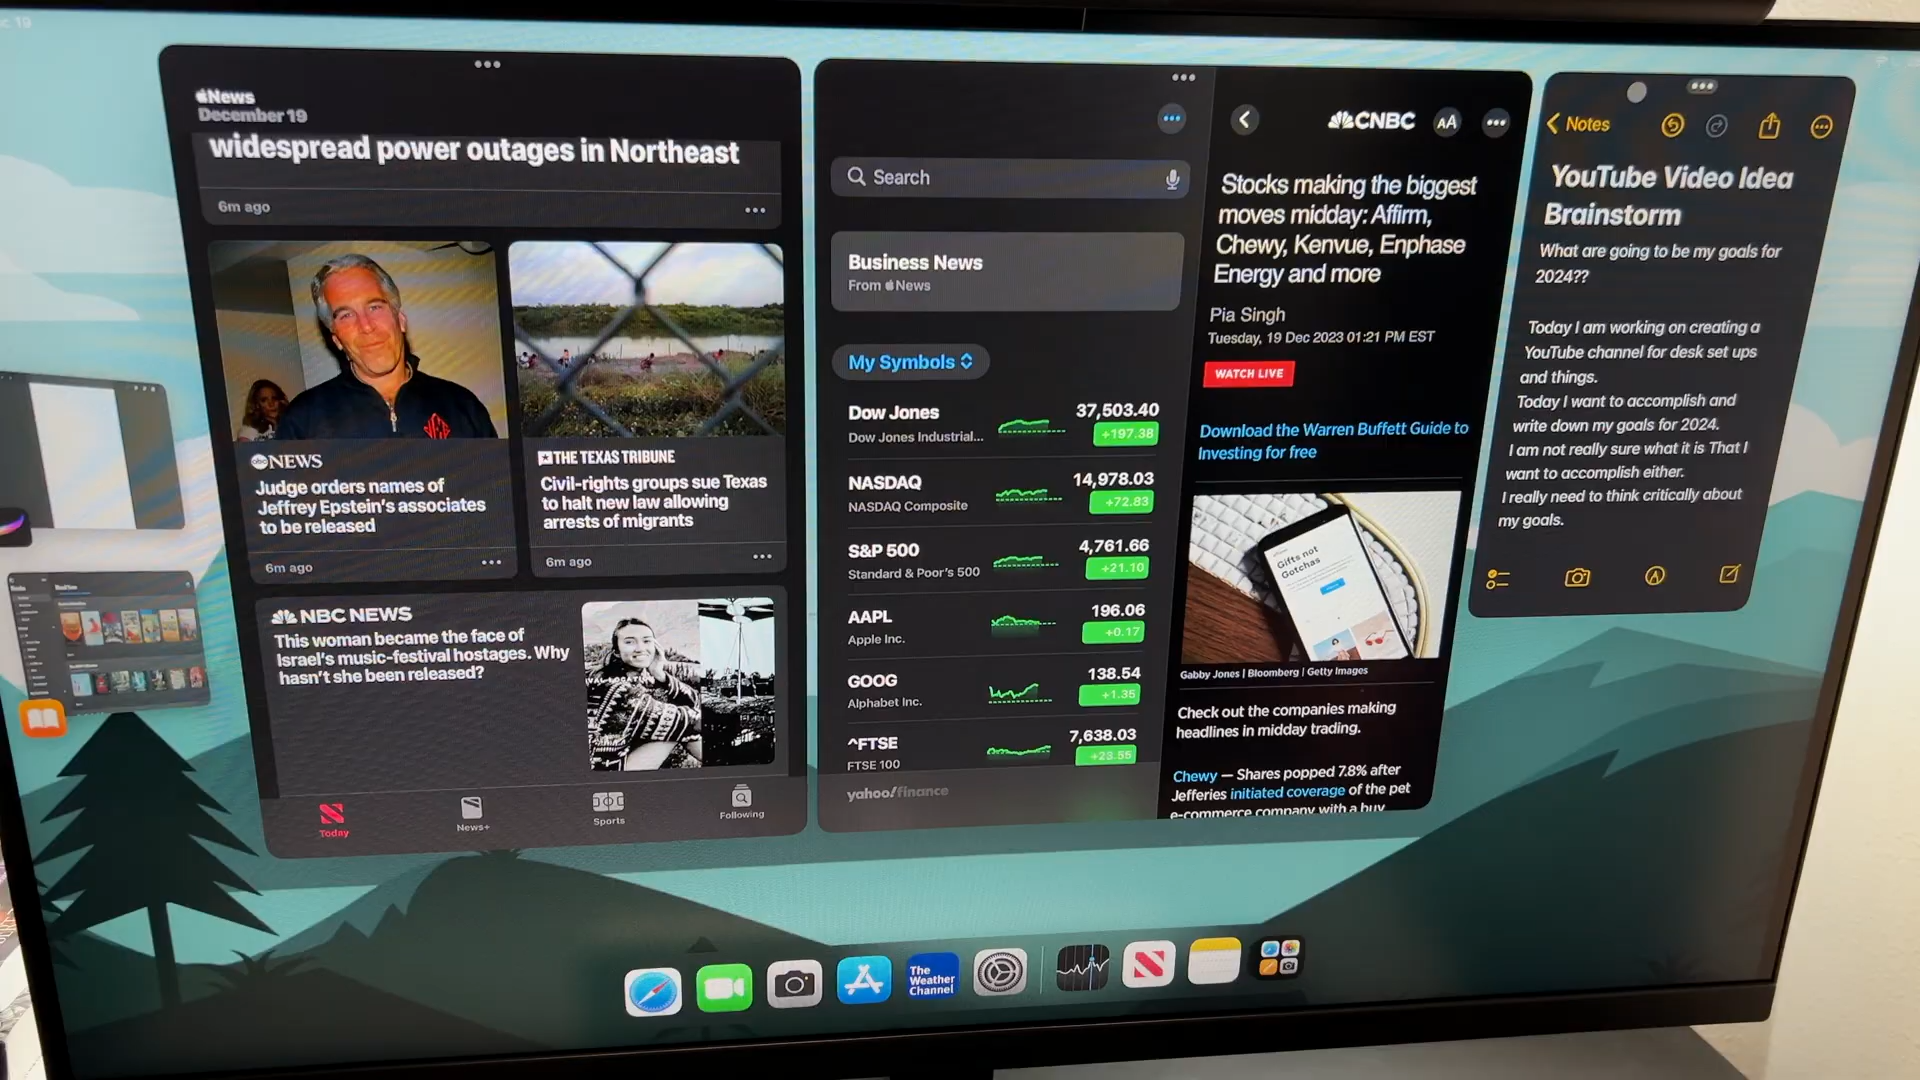 News
December 19
widespread power outages in Northeast
6m ago
abc NEWS
Judge orders names of
Jeffrey Epstein's associates
to be released
6m ago
THE TEXAS TRIBUNE
Civil-rights groups sue Texas
to halt new law allowing
arrests of migrants
6m ago
NBC NEWS
This woman became the face of
Israel's music-festival hostages. Why
hasn't she been released?
Today
News+
Sports
Following
Search
Business News
From News
My Symbols
Dow Jones
37,503.40
Dow Jones Industrial...
+197.38
NASDAQ
14,978.03
NASDAQ Composite
+72.83
S&P 500
4,761.66
Standard & Poor's 500
+21.10
AAPL
196.06
Apple Inc.
+0.17
GOOG
138.54
Alphabet Inc.
+1.35
^FTSE
7,638.03
FTSE 100
+23.55
yahoo!finance
CNBC
AA
Stocks making the biggest
moves midday: Affirm,
Chewy, Kenvue, Enphase
Energy and more
Pia Singh
Tuesday, 19 Dec 2023 01:21 PM EST
WATCH LIVE
Download the Warren Buffett Guide to
Investing for free
Gifts not
Gotchas
Gabby Jones | Bloomberg | Getty Images
Check out the companies making
headlines in midday trading.
Chewy — Shares popped 7.8% after
Jefferies initiated coverage of the pet
e-commerce company with a buy
Notes
YouTube Video Idea
Brainstorm
What are going to be my goals for
2024??
Today I am working on creating a
YouTube channel for desk set ups
and things.
Today I want to accomplish and
write down my goals for 2024.
I am not really sure what it is That I
want to accomplish either.
I really need to think critically about
my goals.
The
Weather
Channel